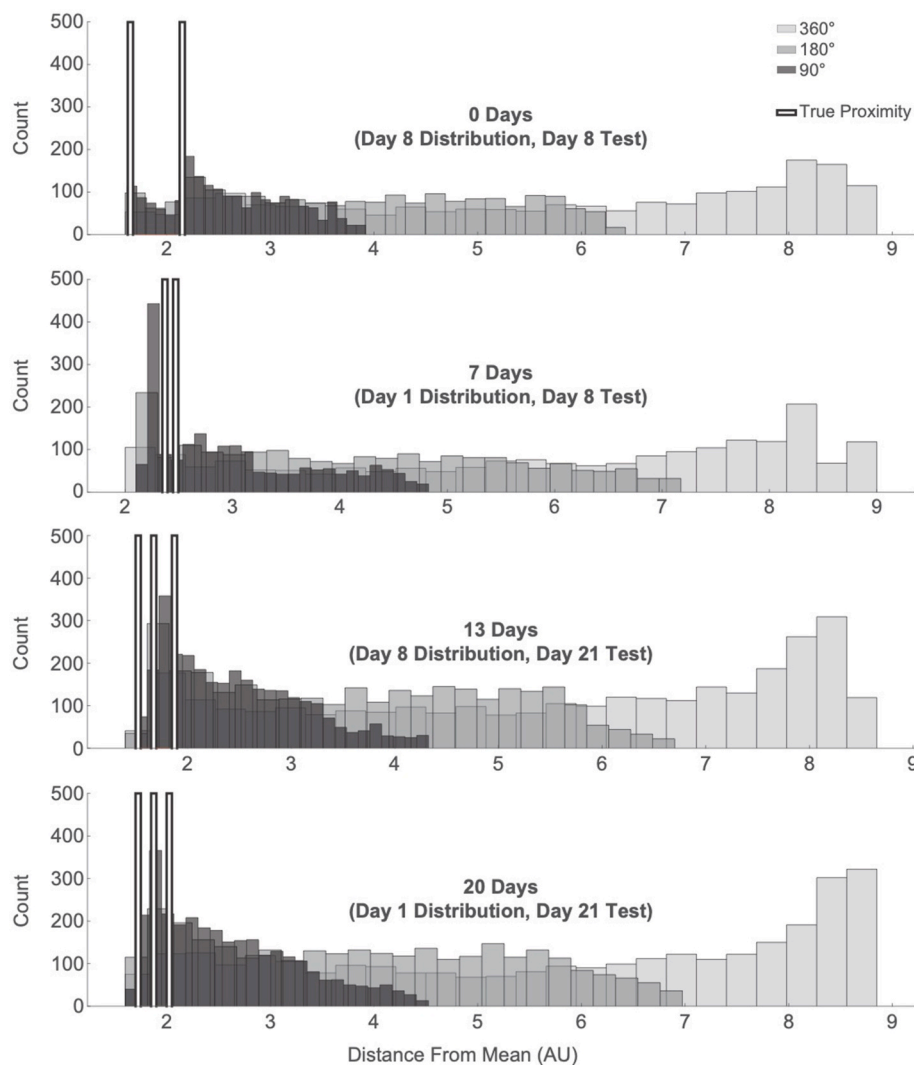 360°
180°
90°
True Proximity
Count
500
400
300
200
100
0
0 Days
(Day 8 Distribution, Day 8 Test)
2 3 4 5 6 7 8 9
Count
500
400
300
200
100
0
7 Days
(Day 1 Distribution, Day 8 Test)
2 3 4 5 6 7 8 9
Count
500
400
300
200
100
0
13 Days
(Day 8 Distribution, Day 21 Test)
2 3 4 5 6 7 8 9
Count
500
400
300
200
100
0
20 Days
(Day 1 Distribution, Day 21 Test)
2 3 4 5 6 7 8 9
Distance From Mean (AU)